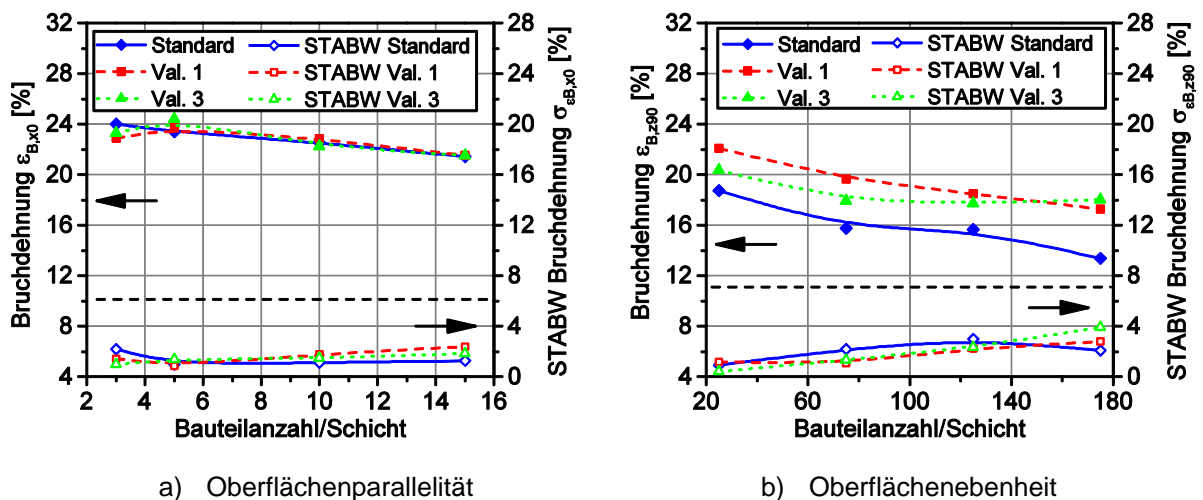 Bruchdehnung εB,x0 [%]
32
28
24
20
16
12
8
4
Standard
Val. 1
Val. 3
STABW Standard
STABW Val. 1
STABW Val. 3
28
24
20
16
12
8
4
0
STABW Bruchdehnung σεB,x0 [%]
2 4 6 8 10 12 14 16
Bauteilanzahl/Schicht
a) Oberflächenparallelität
Bruchdehnung εB,z90 [%]
32
28
24
20
16
12
8
4
Standard
Val. 1
Val. 3
STABW Standard
STABW Val. 1
STABW Val. 3
28
24
20
16
12
8
4
0
STABW Bruchdehnung σεB,z90 [%]
20 60 100 140 180
Bauteilanzahl/Schicht
b) Oberflächenebenheit